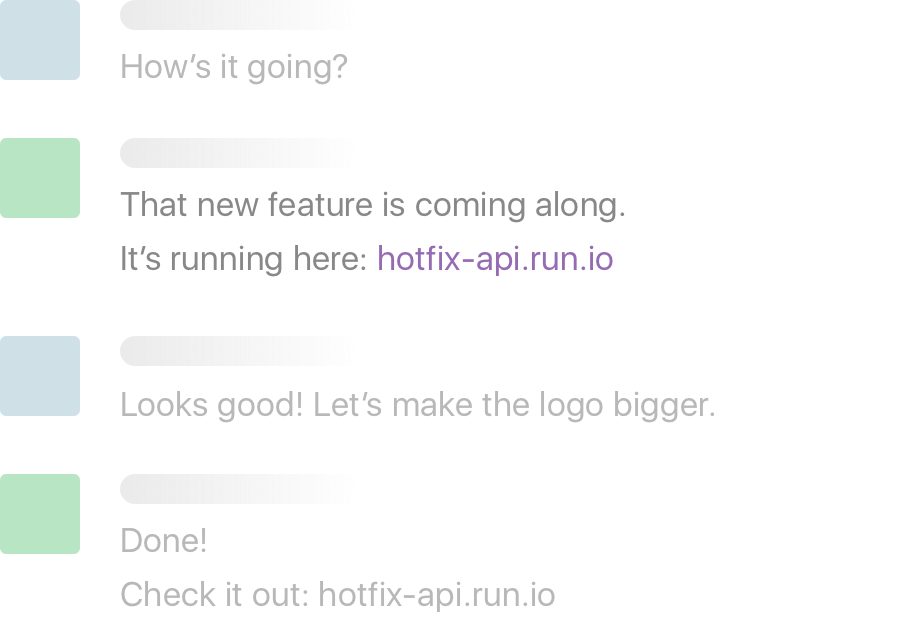 How’s it going?
That new feature is coming along.
It’s running here: hotfix-api.run.io
Looks good! Let’s make the logo bigger.
Done!
Check it out: hotfix-api.run.io